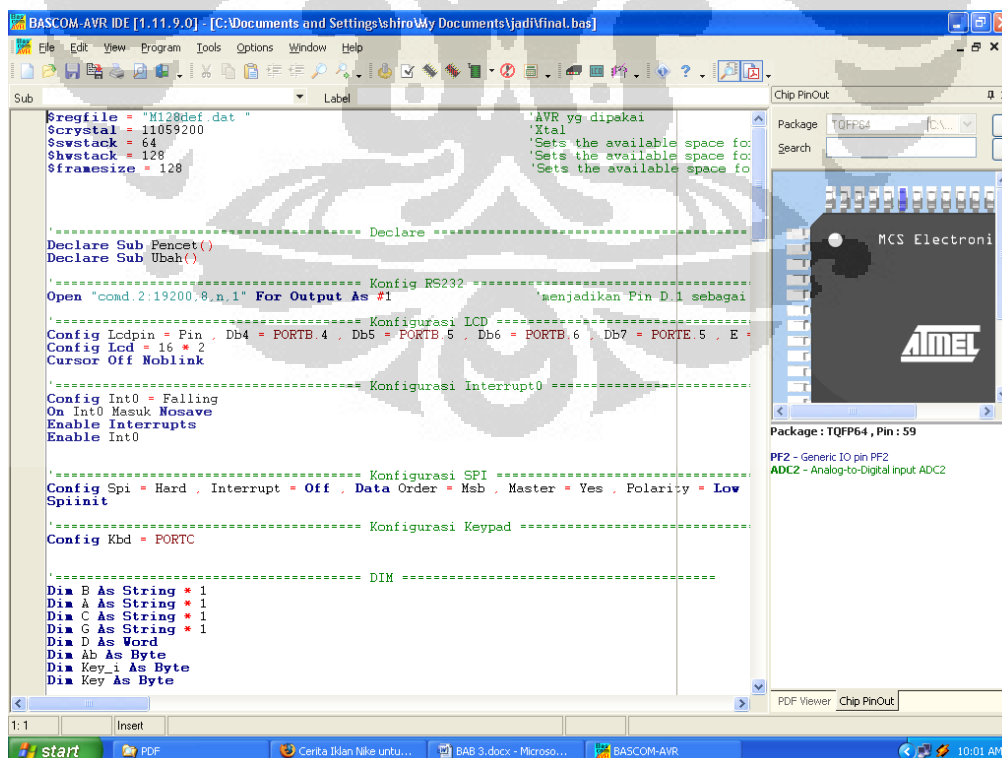 BASCOM-AVR IDE [1.11.9.0] - [C:\Documents and Settings\shiro\My Documents\jadi\final.bas]
File Edit View Program Tools Options Window Help
Sub Label
$regfile = "M128def.dat " 'AVR yg dipakai
$crystal = 11059200 'Xtal
$swstack = 64 'Sets the available space fo
$hwstack = 128 'Sets the available space fo
$framesize = 128 'Sets the available space fo
'=================================== Declare ===================================
Declare Sub Pencet()
Declare Sub Ubah()
'=================================== Konfig RS232 ===================================
Open "comd.2:19200,8,n,1" For Output As #1 'menjadikan Pin D.1 sebagai
'=================================== Konfigurasi LCD ===================================
Config Lcdpin = Pin , Db4 = PORTB.4 , Db5 = PORTB.5 , Db6 = PORTB.6 , Db7 = PORTE.5 , E =
Config Lcd = 16 * 2
Cursor Off Noblink
'=================================== Konfigurasi Interrupt0 =========================
Config Int0 = Falling
On Int0 Masuk Nosave
Enable Interrupts
Enable Int0
'=================================== Konfigurasi SPI ===================================
Config Spi = Hard , Interrupt = Off , Data Order = Msb , Master = Yes , Polarity = Low
Spiinit
'=================================== Konfigurasi Keypad =============================
Config Kbd = PORTC
'=================================== DIM =======================================
Dim B As String * 1
Dim A As String * 1
Dim C As String * 1
Dim G As String * 1
Dim D As Word
Dim Ab As Byte
Dim Key_i As Byte
Dim Key As Byte
Chip PinOut
Package TQFP64 [C:\...
Search
MCS Electroni
ATMEL
Package : TQFP64 , Pin : 59
PF2 - Generic IO pin PF2
ADC2 - Analog-to-Digital input ADC2
PDF Viewer Chip PinOut
1: 1 Insert
start PDF Cerita Iklan Nike untu... BAB 3.docx - Microso... BASCOM-AVR 10:01 AM